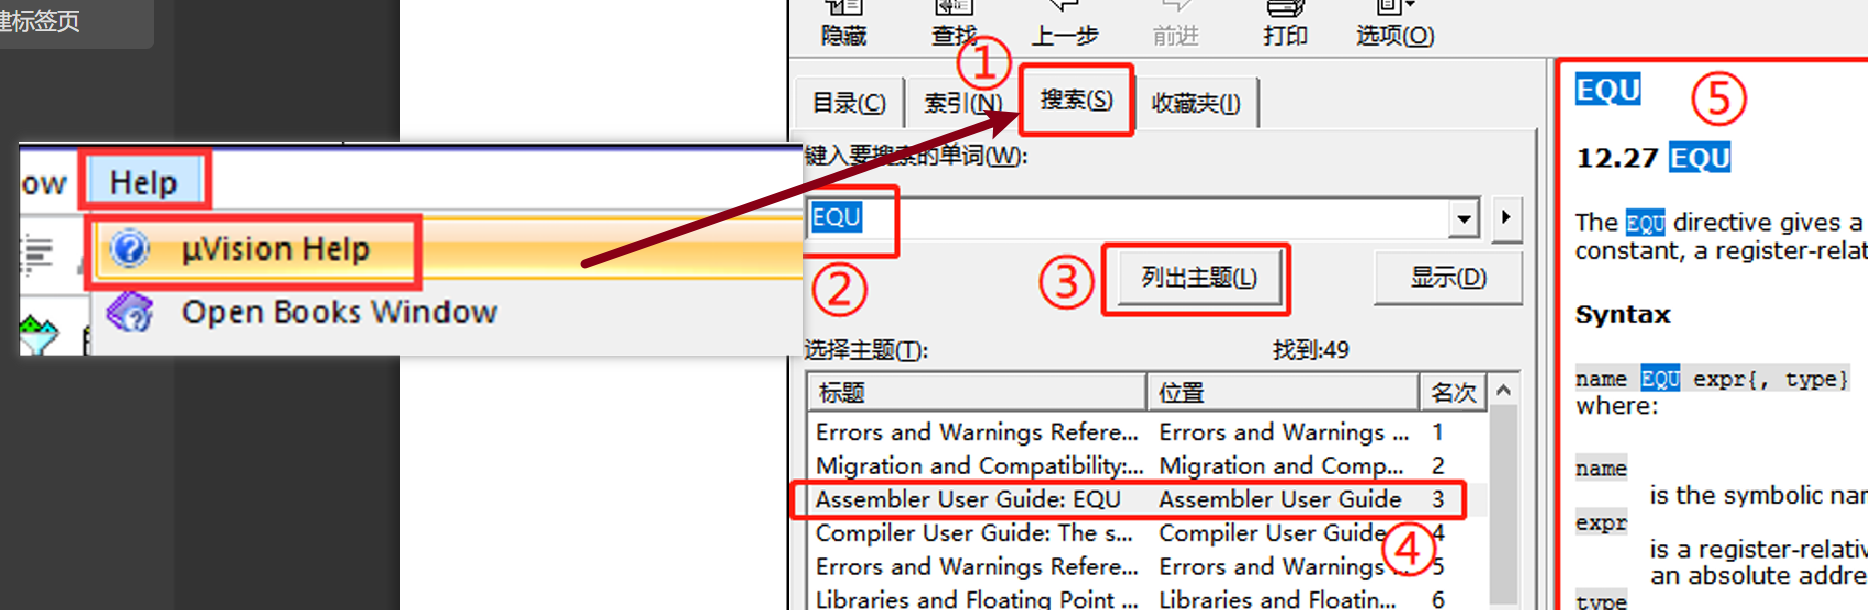 建标签页
ow
Help
µVision Help
Open Books Window
隐藏
查找
上一步
前进
打印
选项(O)
①
目录(C)
索引(N)
搜索(S)
收藏夹(I)
键入要搜索的单词(W):
EQU
②
③
列出主题(L)
显示(D)
选择主题(T):
找到:49
标题
位置
名次
Errors and Warnings Refere... Errors and Warnings ... 1
Migration and Compatibility:... Migration and Comp... 2
Assembler User Guide: EQU Assembler User Guide 3
Compiler User Guide: The s... Compiler User Guide 4
④
Errors and Warnings Refere... Errors and Warnings ... 5
Libraries and Floating Point ... Libraries and Floatin... 6
EQU
⑤
12.27 EQU
The EQU directive gives a
constant, a register-relat
Syntax
name EQU expr{, type}
where:
name
is the symbolic nar
expr
is a register-relativ
an absolute addre
type